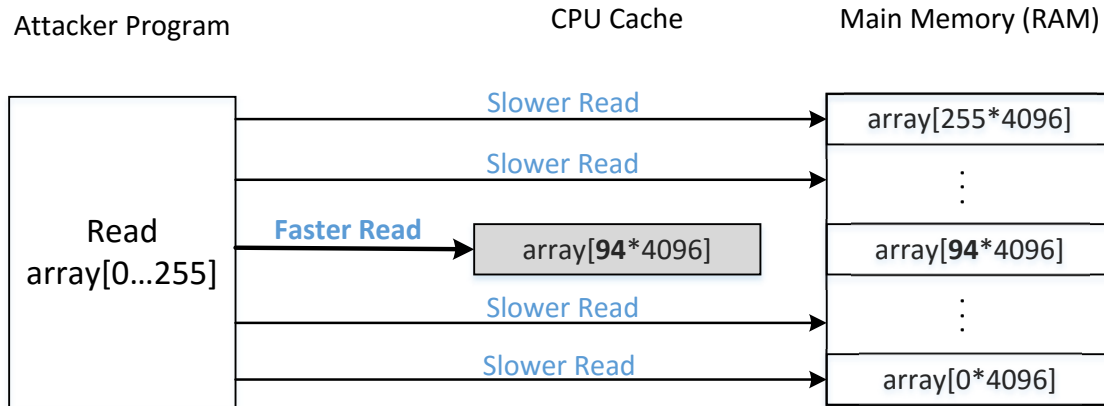 Attacker Program
CPU Cache
Main Memory (RAM)
Slower Read
array[255*4096]
Slower Read
⋮
Read
array[0…255]
Faster Read
array[94*4096]
array[94*4096]
Slower Read
⋮
Slower Read
array[0*4096]